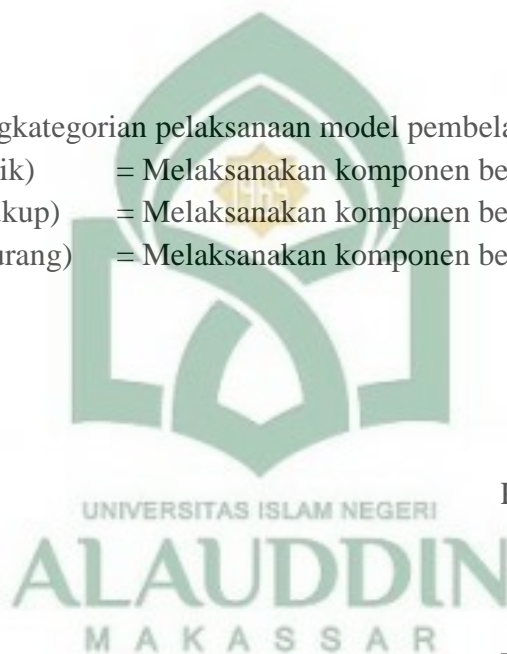 gkategorian pelaksanaan model pembela
ik) = Melaksanakan komponen be
kup) = Melaksanakan komponen be
urang) = Melaksanakan komponen be
1965
UNIVERSITAS ISLAM NEGERI
ALAUDDIN
MAKASSAR